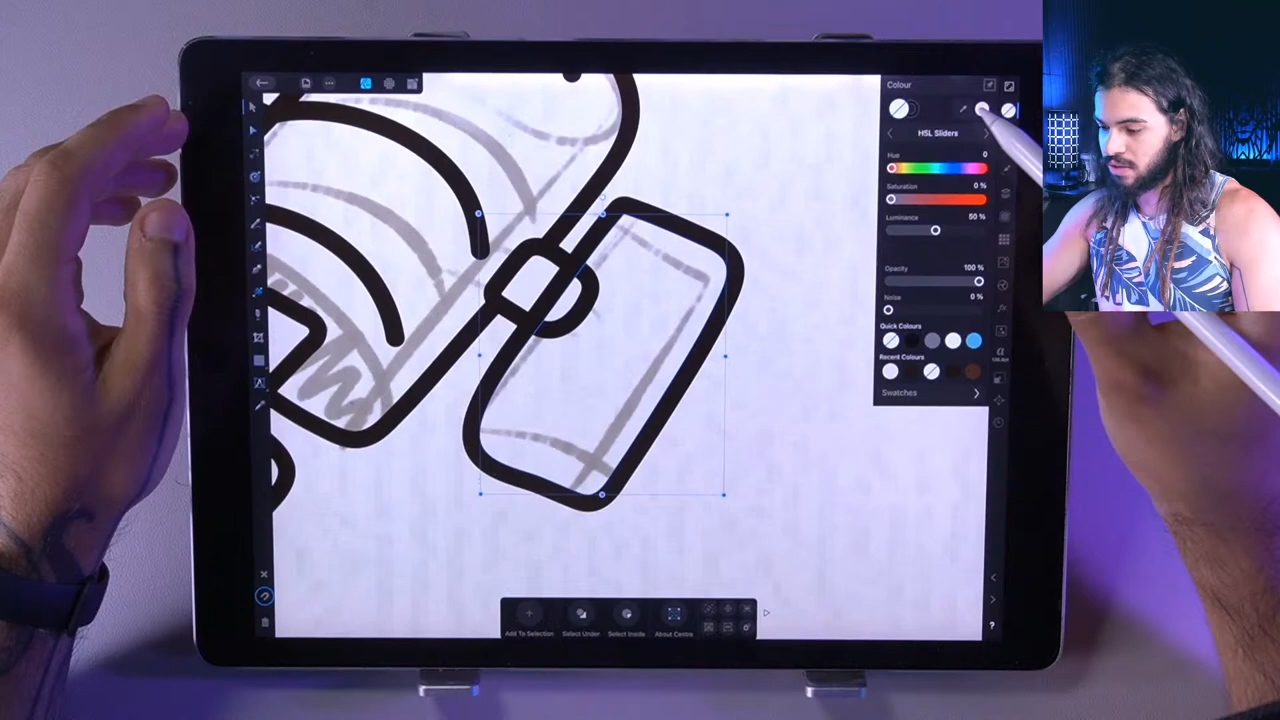 Colour
HSL Sliders
Hue 0
Saturation 0 %
Luminance 50 %
Opacity 100 %
Noise 0 %
Quick Colours
Recent Colours
Swatches
Add To Selection Select Under Select Inside About Centre
?